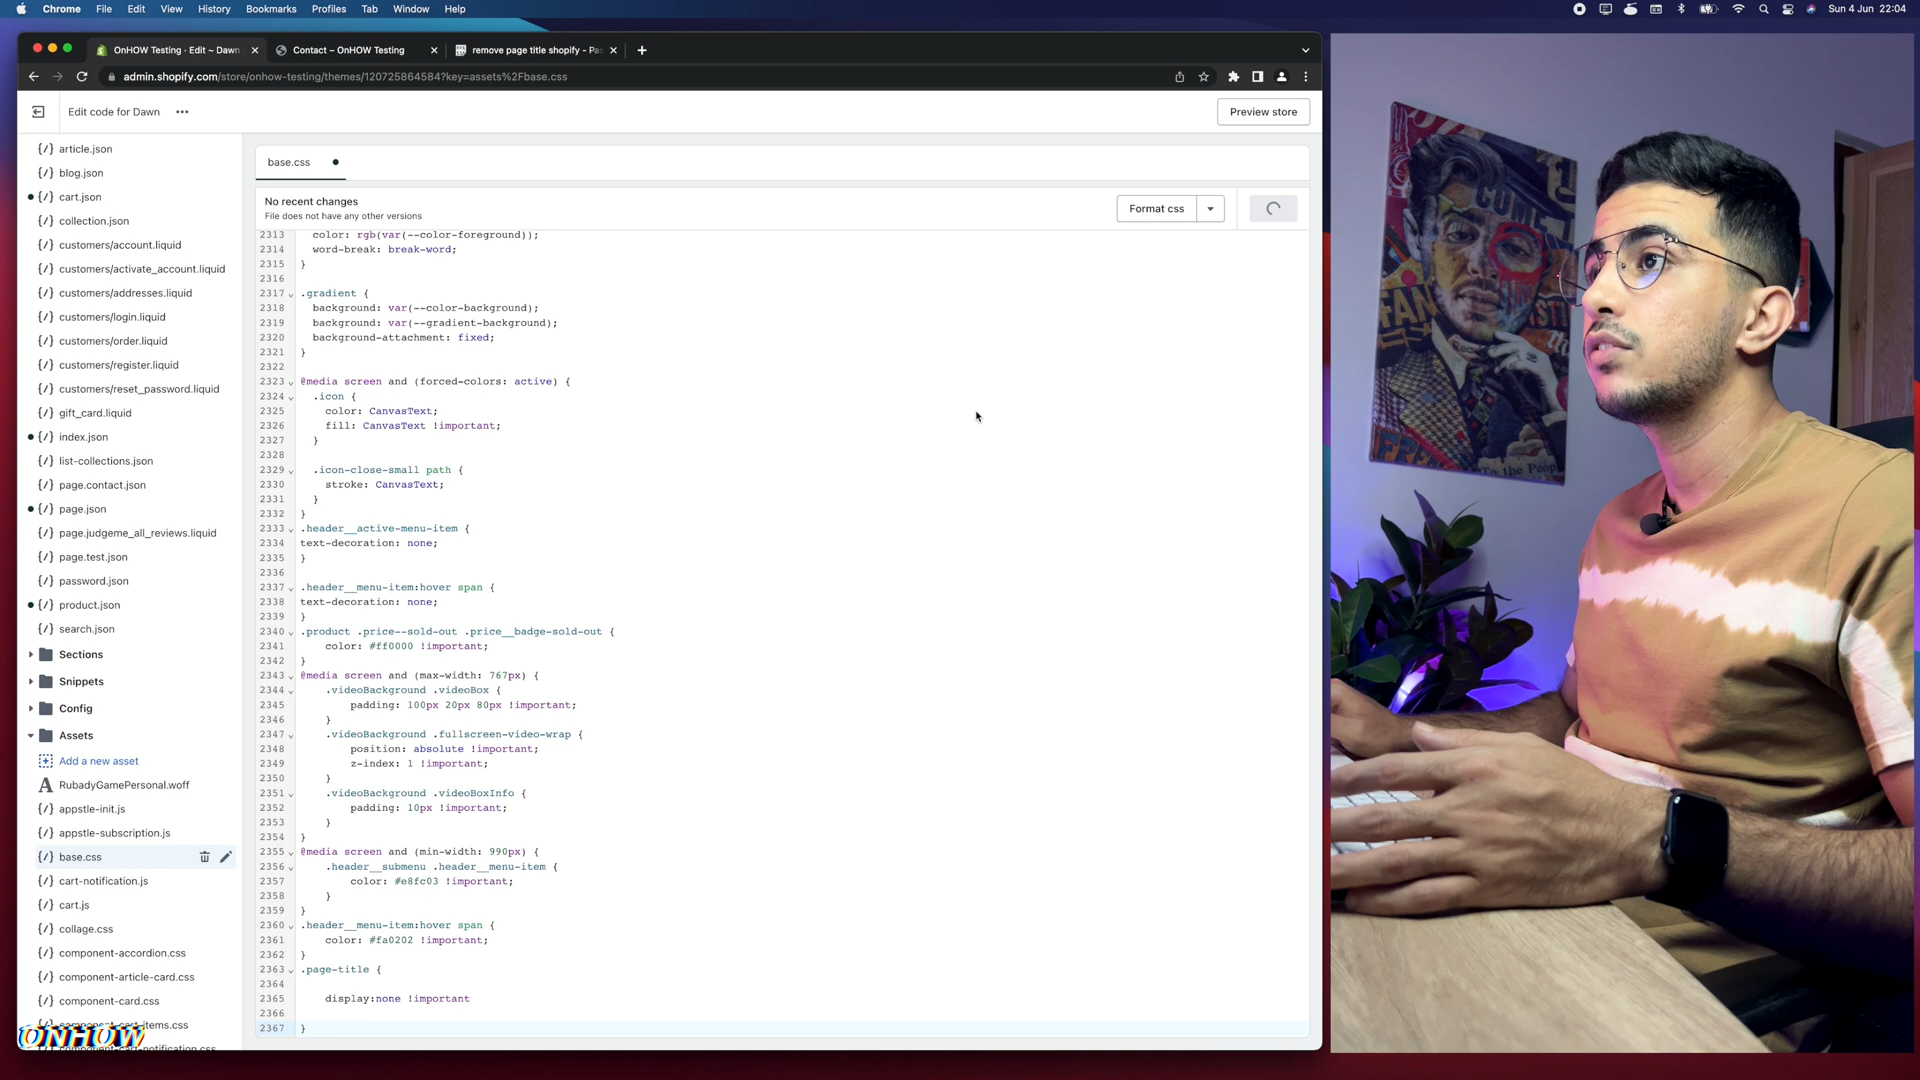 Chrome File Edit View History Bookmarks Profiles Tab Window Help
Sun 4 Jun 22:04
OnHOW Testing · Edit ~ Dawn
Contact – OnHOW Testing
remove page title shopify - Pa
admin.shopify.com/store/onhow-testing/themes/120725864584?key=assets%2Fbase.css
Edit code for Dawn
Preview store
{/} article.json
{/} blog.json
{/} cart.json
{/} collection.json
{/} customers/account.liquid
{/} customers/activate_account.liquid
{/} customers/addresses.liquid
{/} customers/login.liquid
{/} customers/order.liquid
{/} customers/register.liquid
{/} customers/reset_password.liquid
{/} gift_card.liquid
{/} index.json
{/} list-collections.json
{/} page.contact.json
{/} page.json
{/} page.judgeme_all_reviews.liquid
{/} page.test.json
{/} password.json
{/} product.json
{/} search.json
Sections
Snippets
Config
Assets
Add a new asset
A RubadyGamePersonal.woff
{/} appstle-init.js
{/} appstle-subscription.js
{/} base.css
{/} cart-notification.js
{/} cart.js
{/} collage.css
{/} component-accordion.css
{/} component-article-card.css
{/} component-card.css
{/} component-cart-items.css
component-cart-notification.css
ONHOW
base.css
No recent changes
File does not have any other versions
Format css
2313 color: rgb(var(--color-foreground));
2314 word-break: break-word;
2315 }
2316
2317 .gradient {
2318 background: var(--color-background);
2319 background: var(--gradient-background);
2320 background-attachment: fixed;
2321 }
2322
2323 @media screen and (forced-colors: active) {
2324 .icon {
2325 color: CanvasText;
2326 fill: CanvasText !important;
2327 }
2328
2329 .icon-close-small path {
2330 stroke: CanvasText;
2331 }
2332 }
2333 .header__active-menu-item {
2334 text-decoration: none;
2335 }
2336
2337 .header__menu-item:hover span {
2338 text-decoration: none;
2339 }
2340 .product .price--sold-out .price__badge-sold-out {
2341 color: #ff0000 !important;
2342 }
2343 @media screen and (max-width: 767px) {
2344 .videoBackground .videoBox {
2345 padding: 100px 20px 80px !important;
2346 }
2347 .videoBackground .fullscreen-video-wrap {
2348 position: absolute !important;
2349 z-index: 1 !important;
2350 }
2351 .videoBackground .videoBoxInfo {
2352 padding: 10px !important;
2353 }
2354 }
2355 @media screen and (min-width: 990px) {
2356 .header__submenu .header__menu-item {
2357 color: #e8fc03 !important;
2358 }
2359 }
2360 .header__menu-item:hover span {
2361 color: #fa0202 !important;
2362 }
2363 .page-title {
2364
2365 display:none !important
2366
2367 }